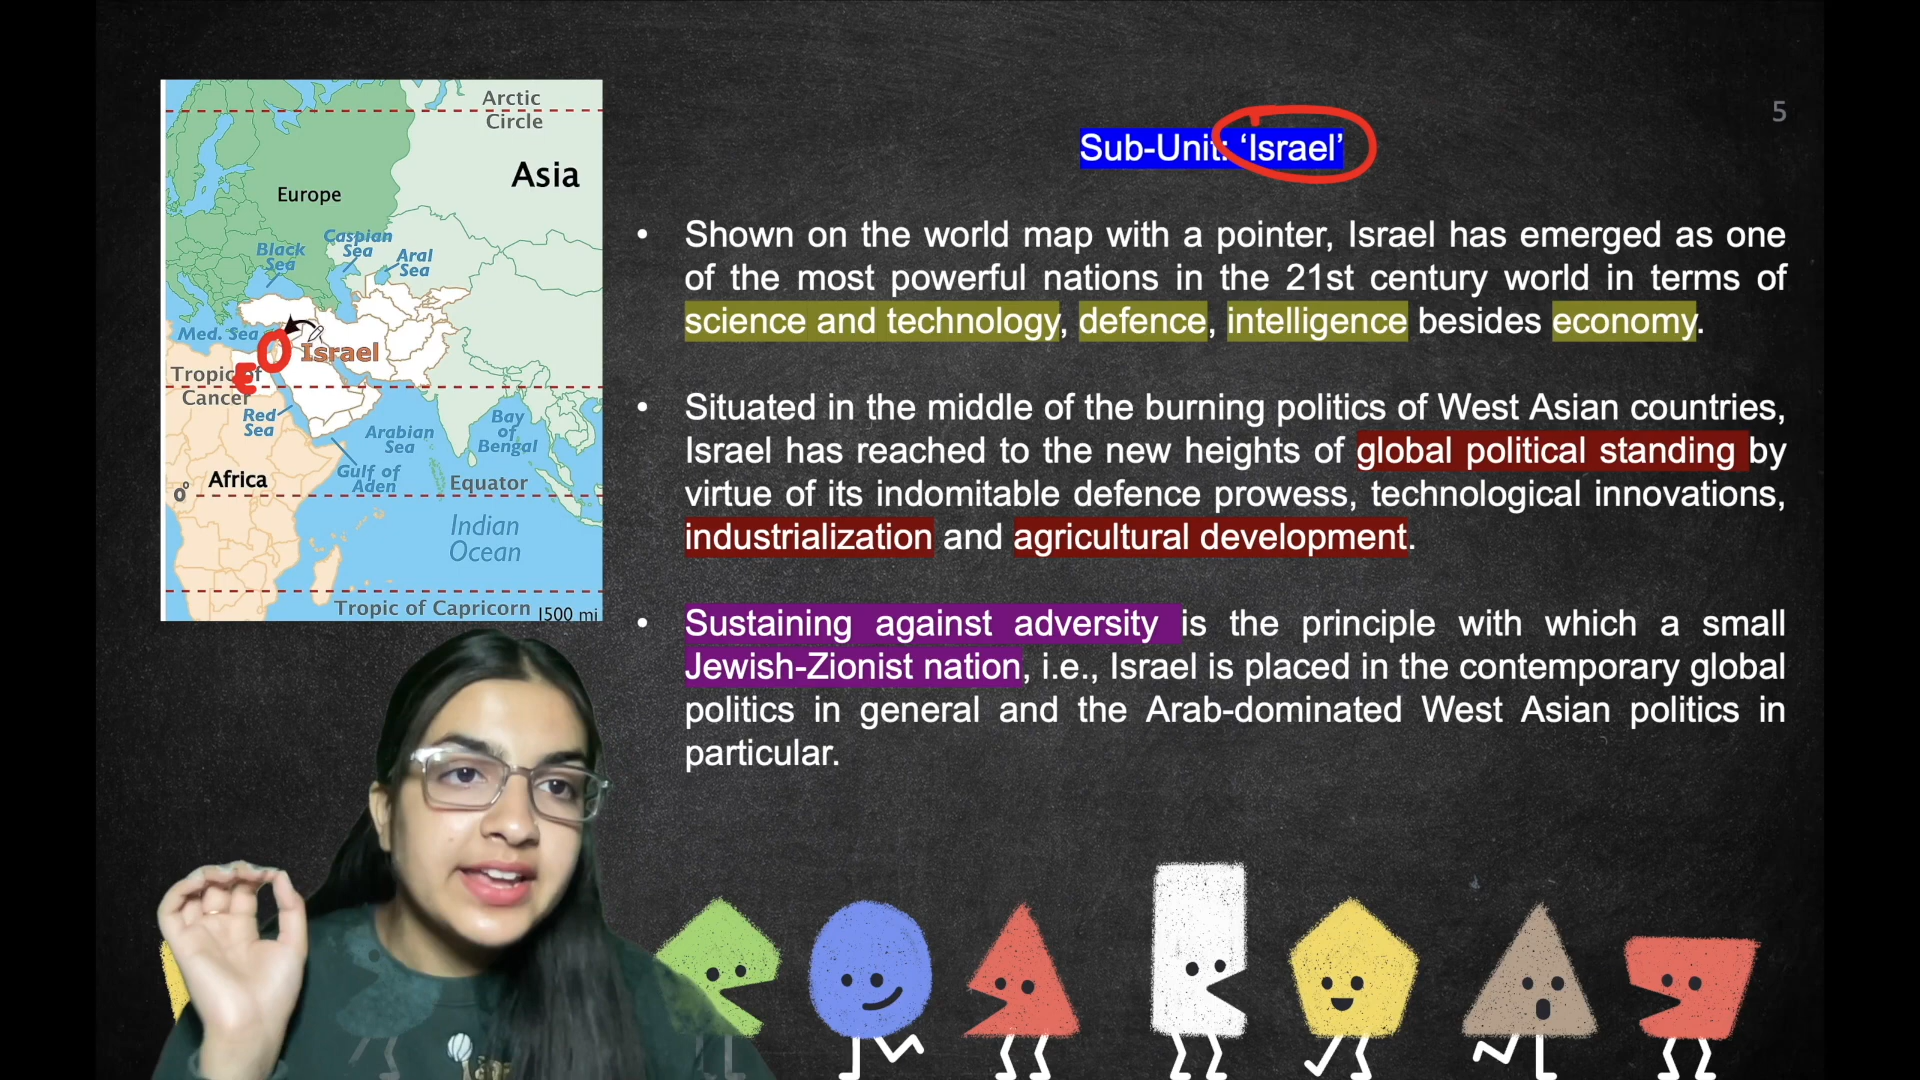 Arctic
Circle
Asia
Europe
Caspian
Sea
Black
Sea
Aral
Sea
Med. Sea
O
Israel
E
Tropic of
Cancer
Red
Sea
Arabian
Sea
Bay
of
Bengal
Gulf of
Aden
Africa
Equator
0°
Indian
Ocean
Tropic of Capricorn
1500 mi
5
Sub-Unit: ‘Israel’
• Shown on the world map with a pointer, Israel has emerged as one
of the most powerful nations in the 21st century world in terms of
science and technology, defence, intelligence besides economy.
• Situated in the middle of the burning politics of West Asian countries,
Israel has reached to the new heights of global political standing by
virtue of its indomitable defence prowess, technological innovations,
industrialization and agricultural development.
• Sustaining against adversity is the principle with which a small
Jewish-Zionist nation, i.e., Israel is placed in the contemporary global
politics in general and the Arab-dominated West Asian politics in
particular.